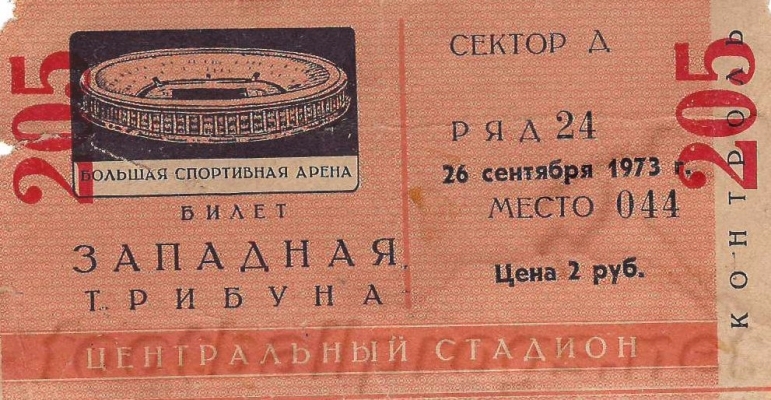 205
БОЛЬШАЯ СПОРТИВНАЯ АРЕНА
БИЛЕТ
ЗАПАДНАЯ
ТРИБУНА
СЕКТОР Д
РЯД 24
26 сентября 1973 г.
МЕСТО 044
Цена 2 руб.
ЦЕНТРАЛЬНЫЙ СТАДИОН
205
КОНТРОЛЬ